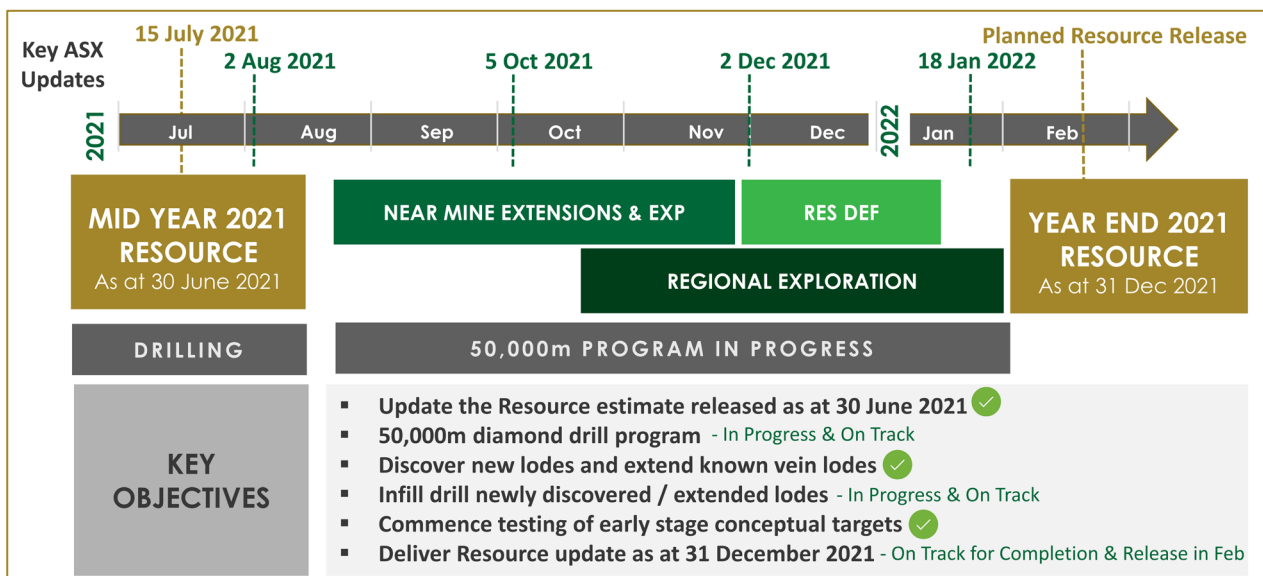 15 July 2021
Planned Resource Release
Key ASX
Updates
2 Aug 2021
5 Oct 2021
2 Dec 2021
18 Jan 2022
2021
Jul
Aug
Sep
Oct
Nov
Dec
2022
Jan
Feb
MID YEAR 2021
RESOURCE
As at 30 June 2021
NEAR MINE EXTENSIONS & EXP
RES DEF
REGIONAL EXPLORATION
YEAR END 2021
RESOURCE
As at 31 Dec 2021
DRILLING
50,000m PROGRAM IN PROGRESS
KEY
OBJECTIVES
▪ Update the Resource estimate released as at 30 June 2021
▪ 50,000m diamond drill program - In Progress & On Track
▪ Discover new lodes and extend known vein lodes
▪ Infill drill newly discovered / extended lodes - In Progress & On Track
▪ Commence testing of early stage conceptual targets
▪ Deliver Resource update as at 31 December 2021 - On Track for Completion & Release in Feb